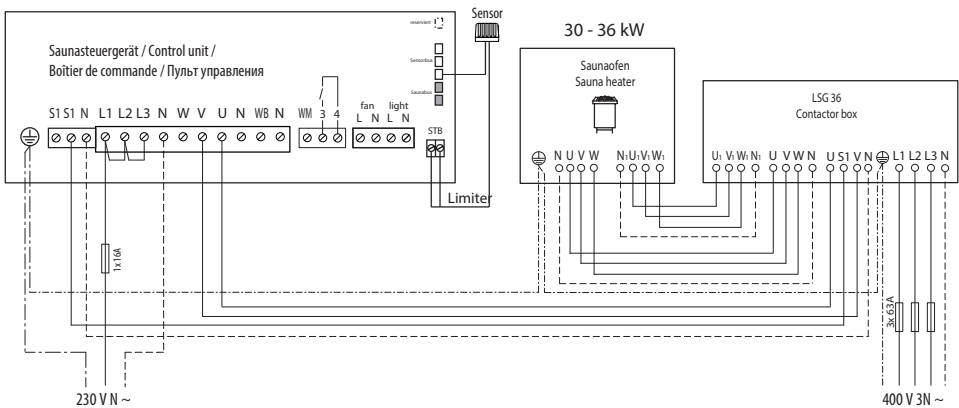 Saunasteuergerät / Control unit /
Boîtier de commande / Пульт управления
reserviert
Sensorbus
Saunabus
Sensor
S1 S1 N L1 L2 L3 N W V U N WB N
WM 3 4
fan light
L N L N
STB
Limiter
1x16A
230 V N ~
30 - 36 kW
Saunaofen
Sauna heater
N U V W N1 U1 V1 W1
LSG 36
Contactor box
U1 V1 W1 N1 U V W N U S1 V N L1 L2 L3 N
3x 63A
400 V 3N ~